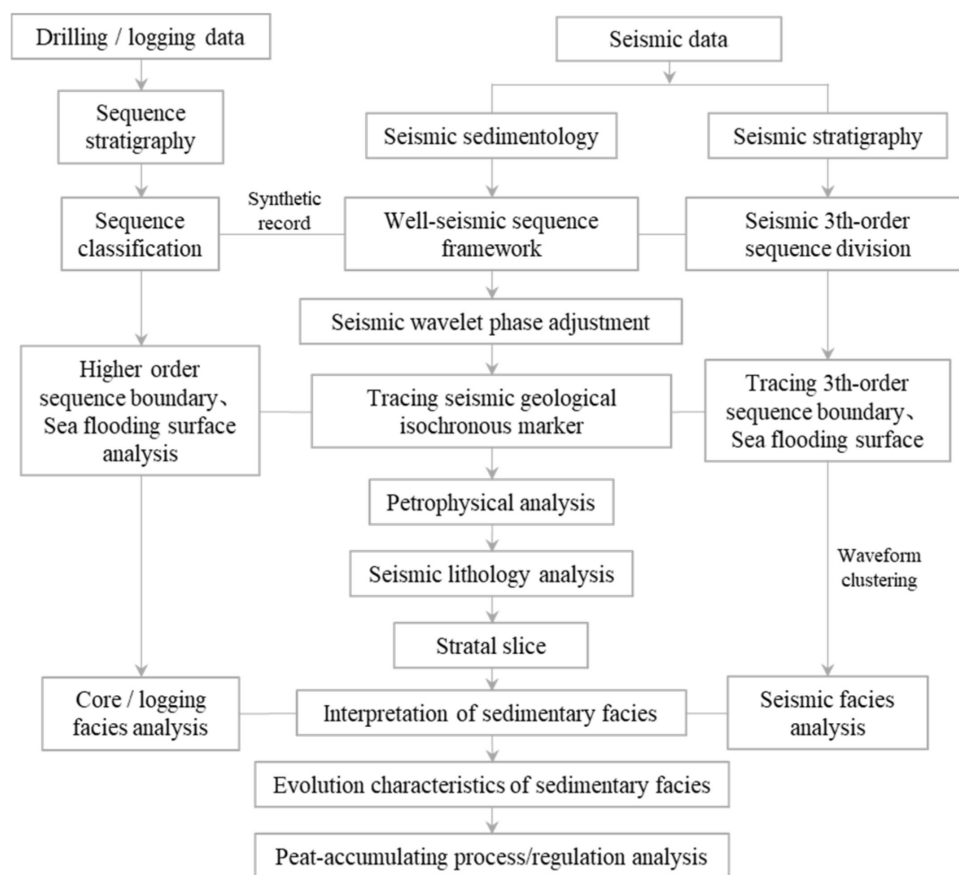 Drilling / logging data
Seismic data
Sequence
stratigraphy
Seismic sedimentology
Seismic stratigraphy
Sequence
classification
Synthetic
record
Well-seismic sequence
framework
Seismic 3th-order
sequence division
Seismic wavelet phase adjustment
Higher order
sequence boundary、
Sea flooding surface
analysis
Tracing seismic geological
isochronous marker
Tracing 3th-order
sequence boundary、
Sea flooding surface
Petrophysical analysis
Waveform
clustering
Seismic lithology analysis
Stratal slice
Core / logging
facies analysis
Interpretation of sedimentary facies
Seismic facies
analysis
Evolution characteristics of sedimentary facies
Peat-accumulating process/regulation analysis